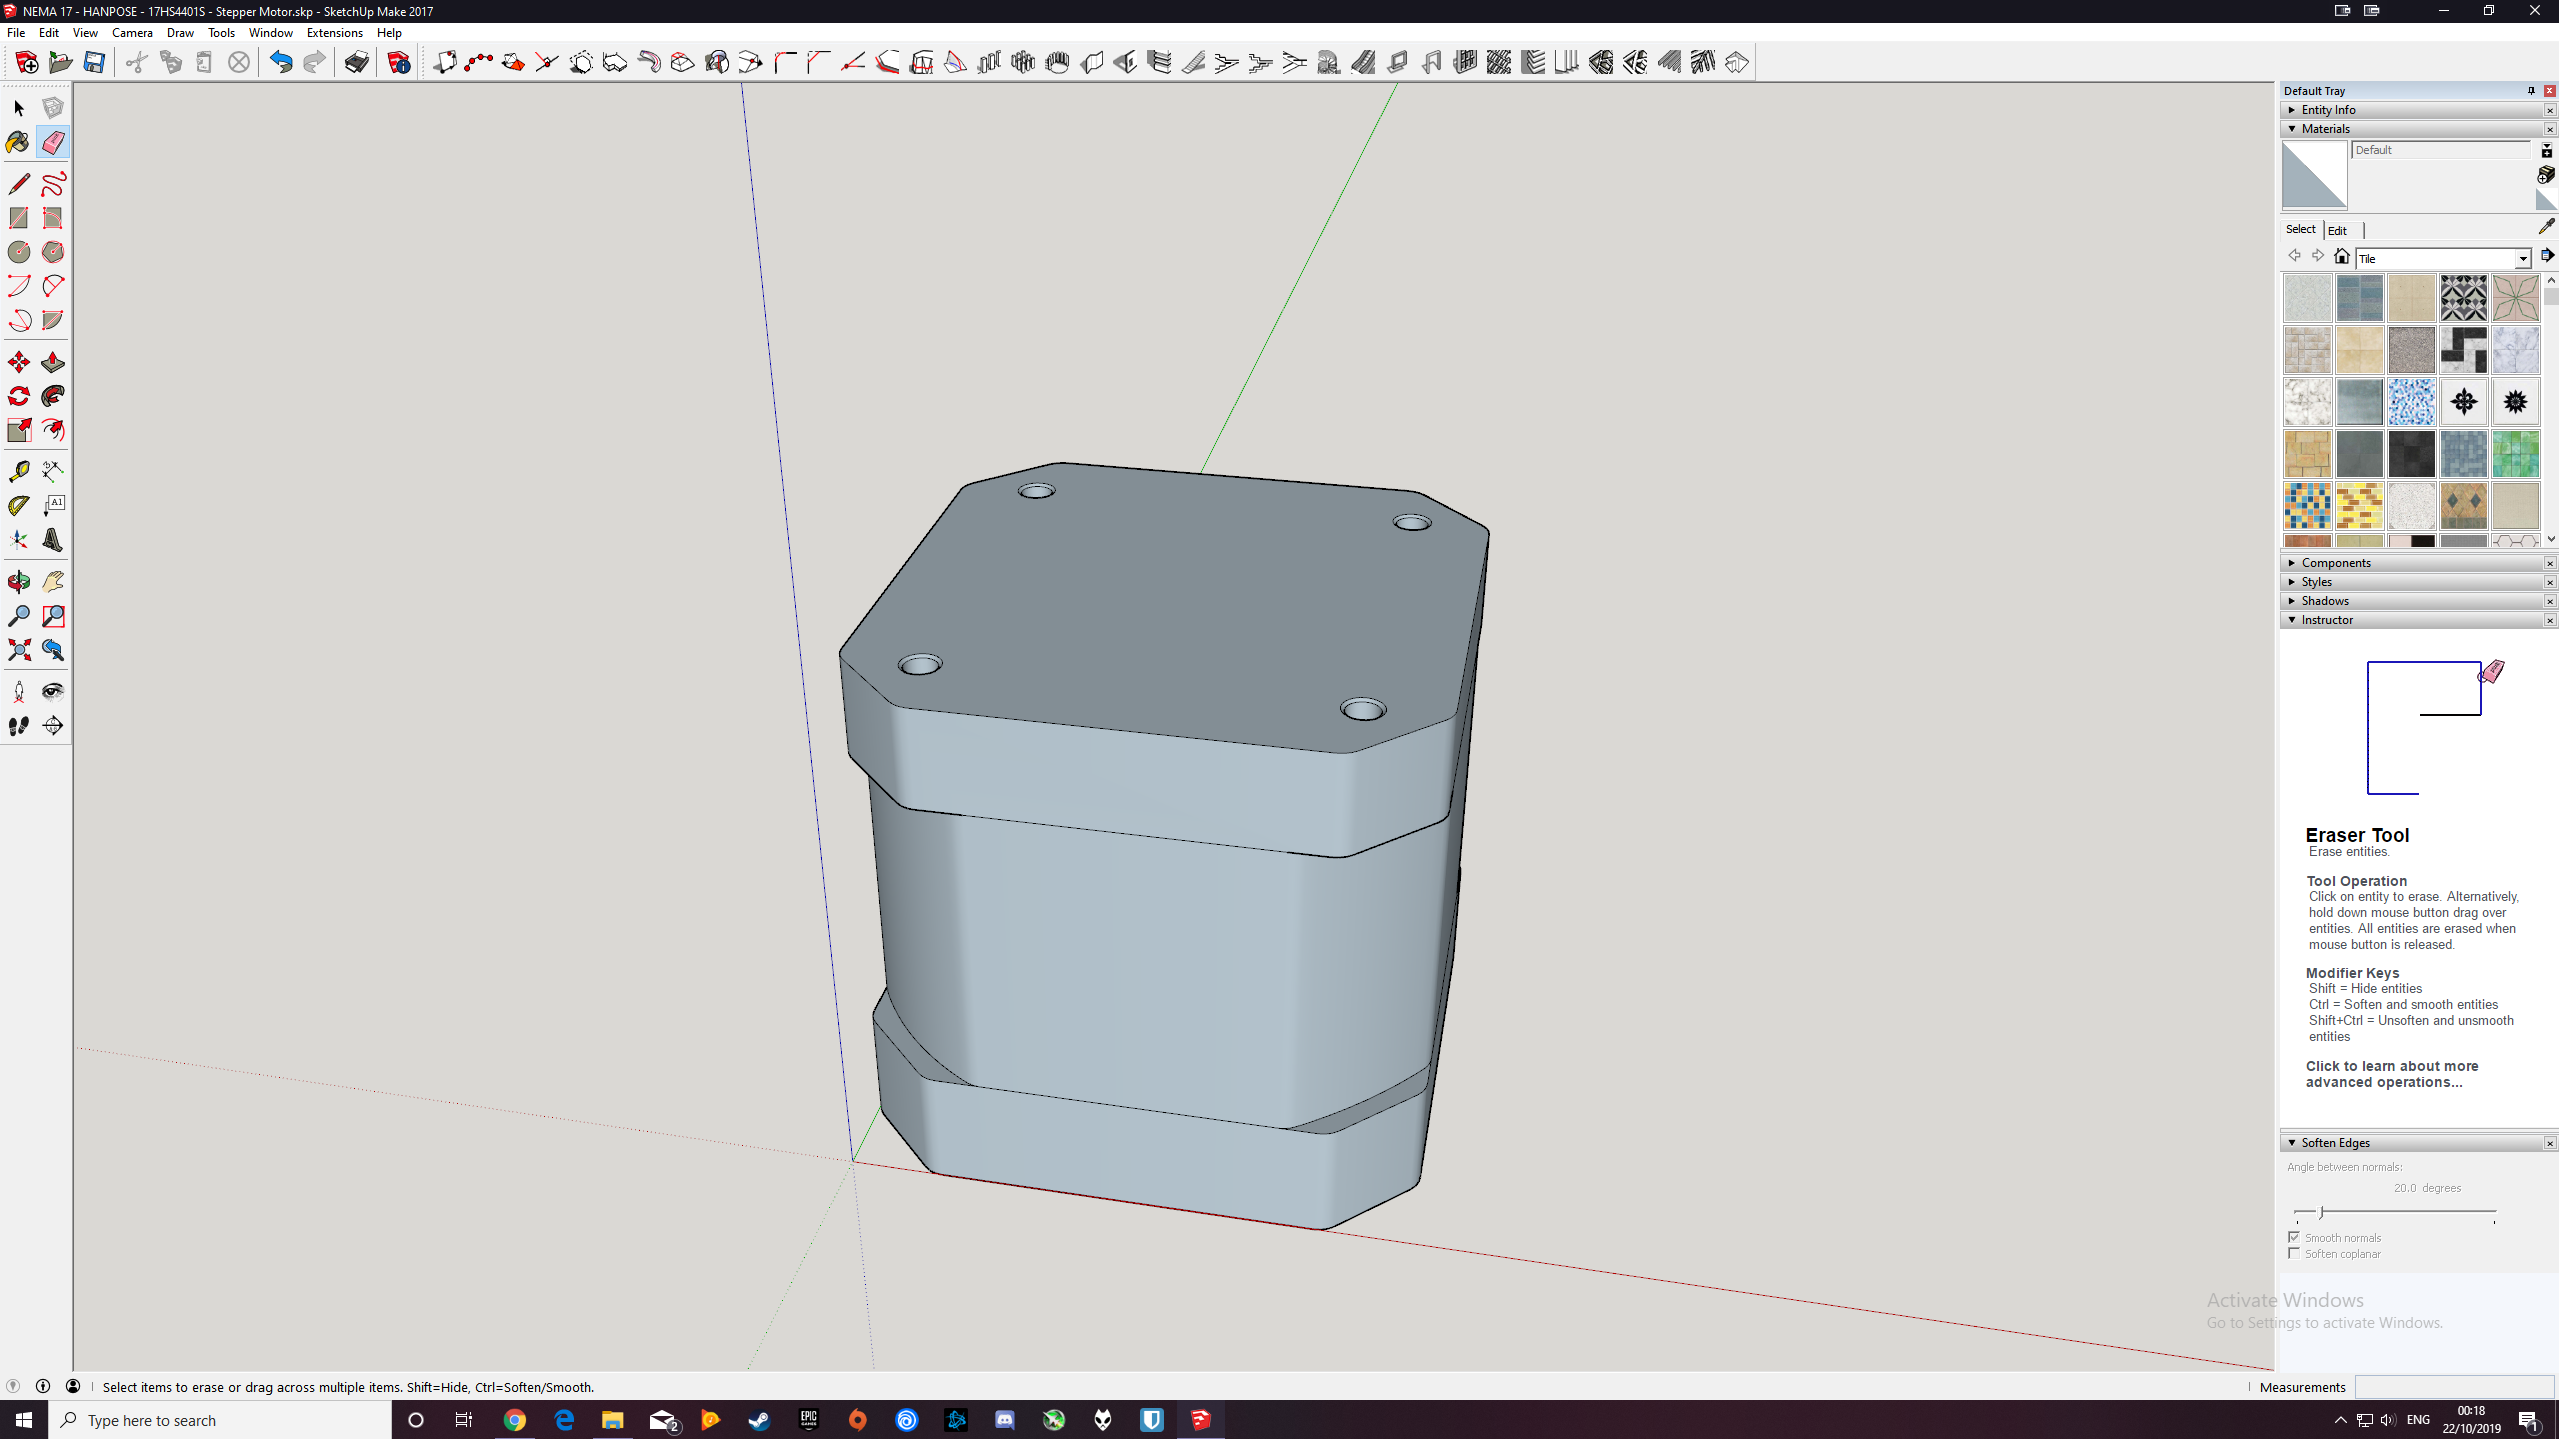 NEMA 17 - HANPOSE - 17HS4401S - Stepper Motor.skp - SketchUp Make 2017
File Edit View Camera Draw Tools Window Extensions Help
Default Tray
Entity Info
Materials
Default
Select Edit
Tile
Components
Styles
Shadows
Instructor
Eraser Tool
Erase entities.
Tool Operation
Click on entity to erase. Alternatively,
hold down mouse button drag over
entities. All entities are erased when
mouse button is released.
Modifier Keys
Shift = Hide entities
Ctrl = Soften and smooth entities
Shift+Ctrl = Unsoften and unsmooth
entities
Click to learn about more
advanced operations...
Soften Edges
Angle between normals:
20.0 degrees
Smooth normals
Soften coplanar
Activate Windows
Go to Settings to activate Windows.
A1
Select items to erase or drag across multiple items. Shift=Hide, Ctrl=Soften/Smooth.
Measurements
Type here to search
2
EPIC
GAMES
ENG
00:18
22/10/2019
1